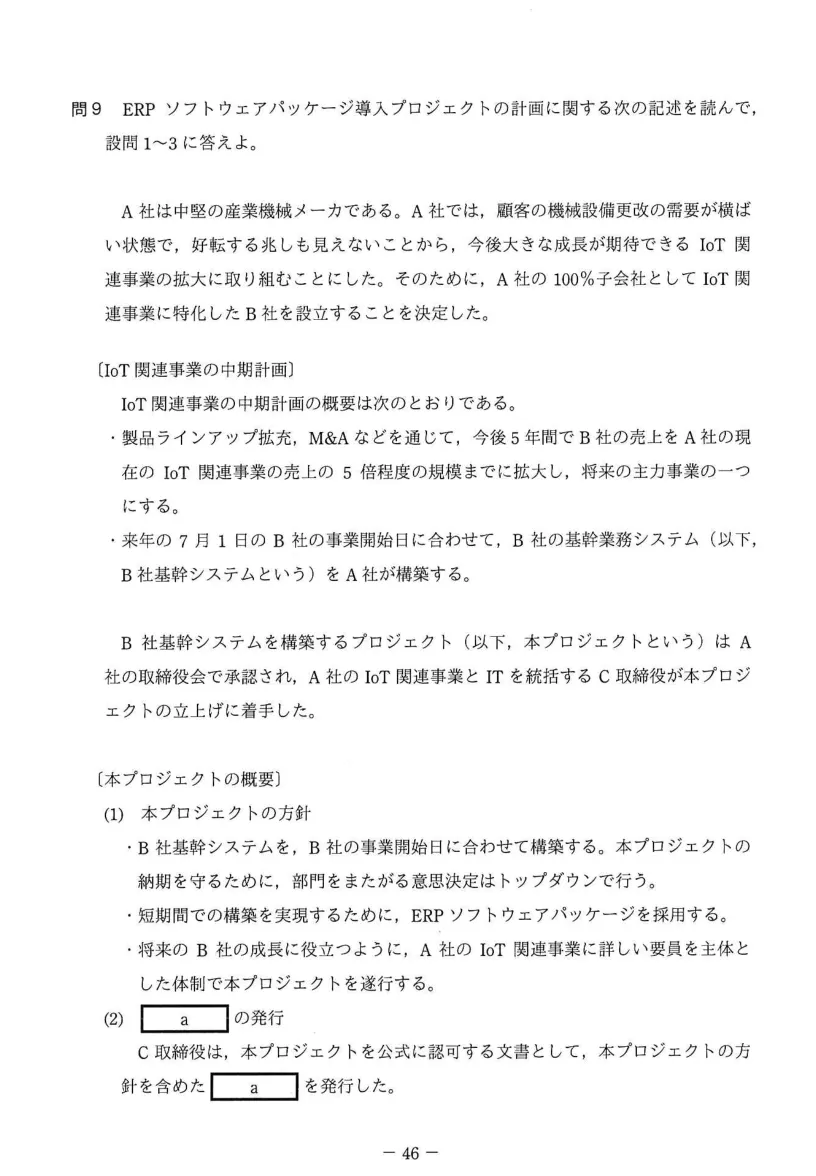 問9 ERP ソフトウェアパッケージ導入プロジェクトの計画に関する次の記述を読んで，
設問 1～3 に答えよ。
A 社は中堅の産業機械メーカである。A 社では，顧客の機械設備更改の需要が横ば
い状態で，好転する兆しも見えないことから，今後大きな成長が期待できる IoT 関
連事業の拡大に取り組むことにした。そのために，A 社の 100％子会社として IoT 関
連事業に特化した B 社を設立することを決定した。
〔IoT 関連事業の中期計画〕
IoT 関連事業の中期計画の概要は次のとおりである。
・製品ラインアップ拡充，M&A などを通じて，今後 5 年間で B 社の売上を A 社の現
在の IoT 関連事業の売上の 5 倍程度の規模までに拡大し，将来の主力事業の一つ
にする。
・来年の 7 月 1 日の B 社の事業開始日に合わせて，B 社の基幹業務システム（以下，
B 社基幹システムという）を A 社が構築する。
B 社基幹システムを構築するプロジェクト（以下，本プロジェクトという）は A
社の取締役会で承認され，A 社の IoT 関連事業と IT を統括する C 取締役が本プロジ
ェクトの立上げに着手した。
〔本プロジェクトの概要〕
(1) 本プロジェクトの方針
・B 社基幹システムを，B 社の事業開始日に合わせて構築する。本プロジェクトの
納期を守るために，部門をまたがる意思決定はトップダウンで行う。
・短期間での構築を実現するために，ERP ソフトウェアパッケージを採用する。
・将来の B 社の成長に役立つように，A 社の IoT 関連事業に詳しい要員を主体と
した体制で本プロジェクトを遂行する。
(2) a の発行
C 取締役は，本プロジェクトを公式に認可する文書として，本プロジェクトの方
針を含めた a を発行した。
－ 46 －